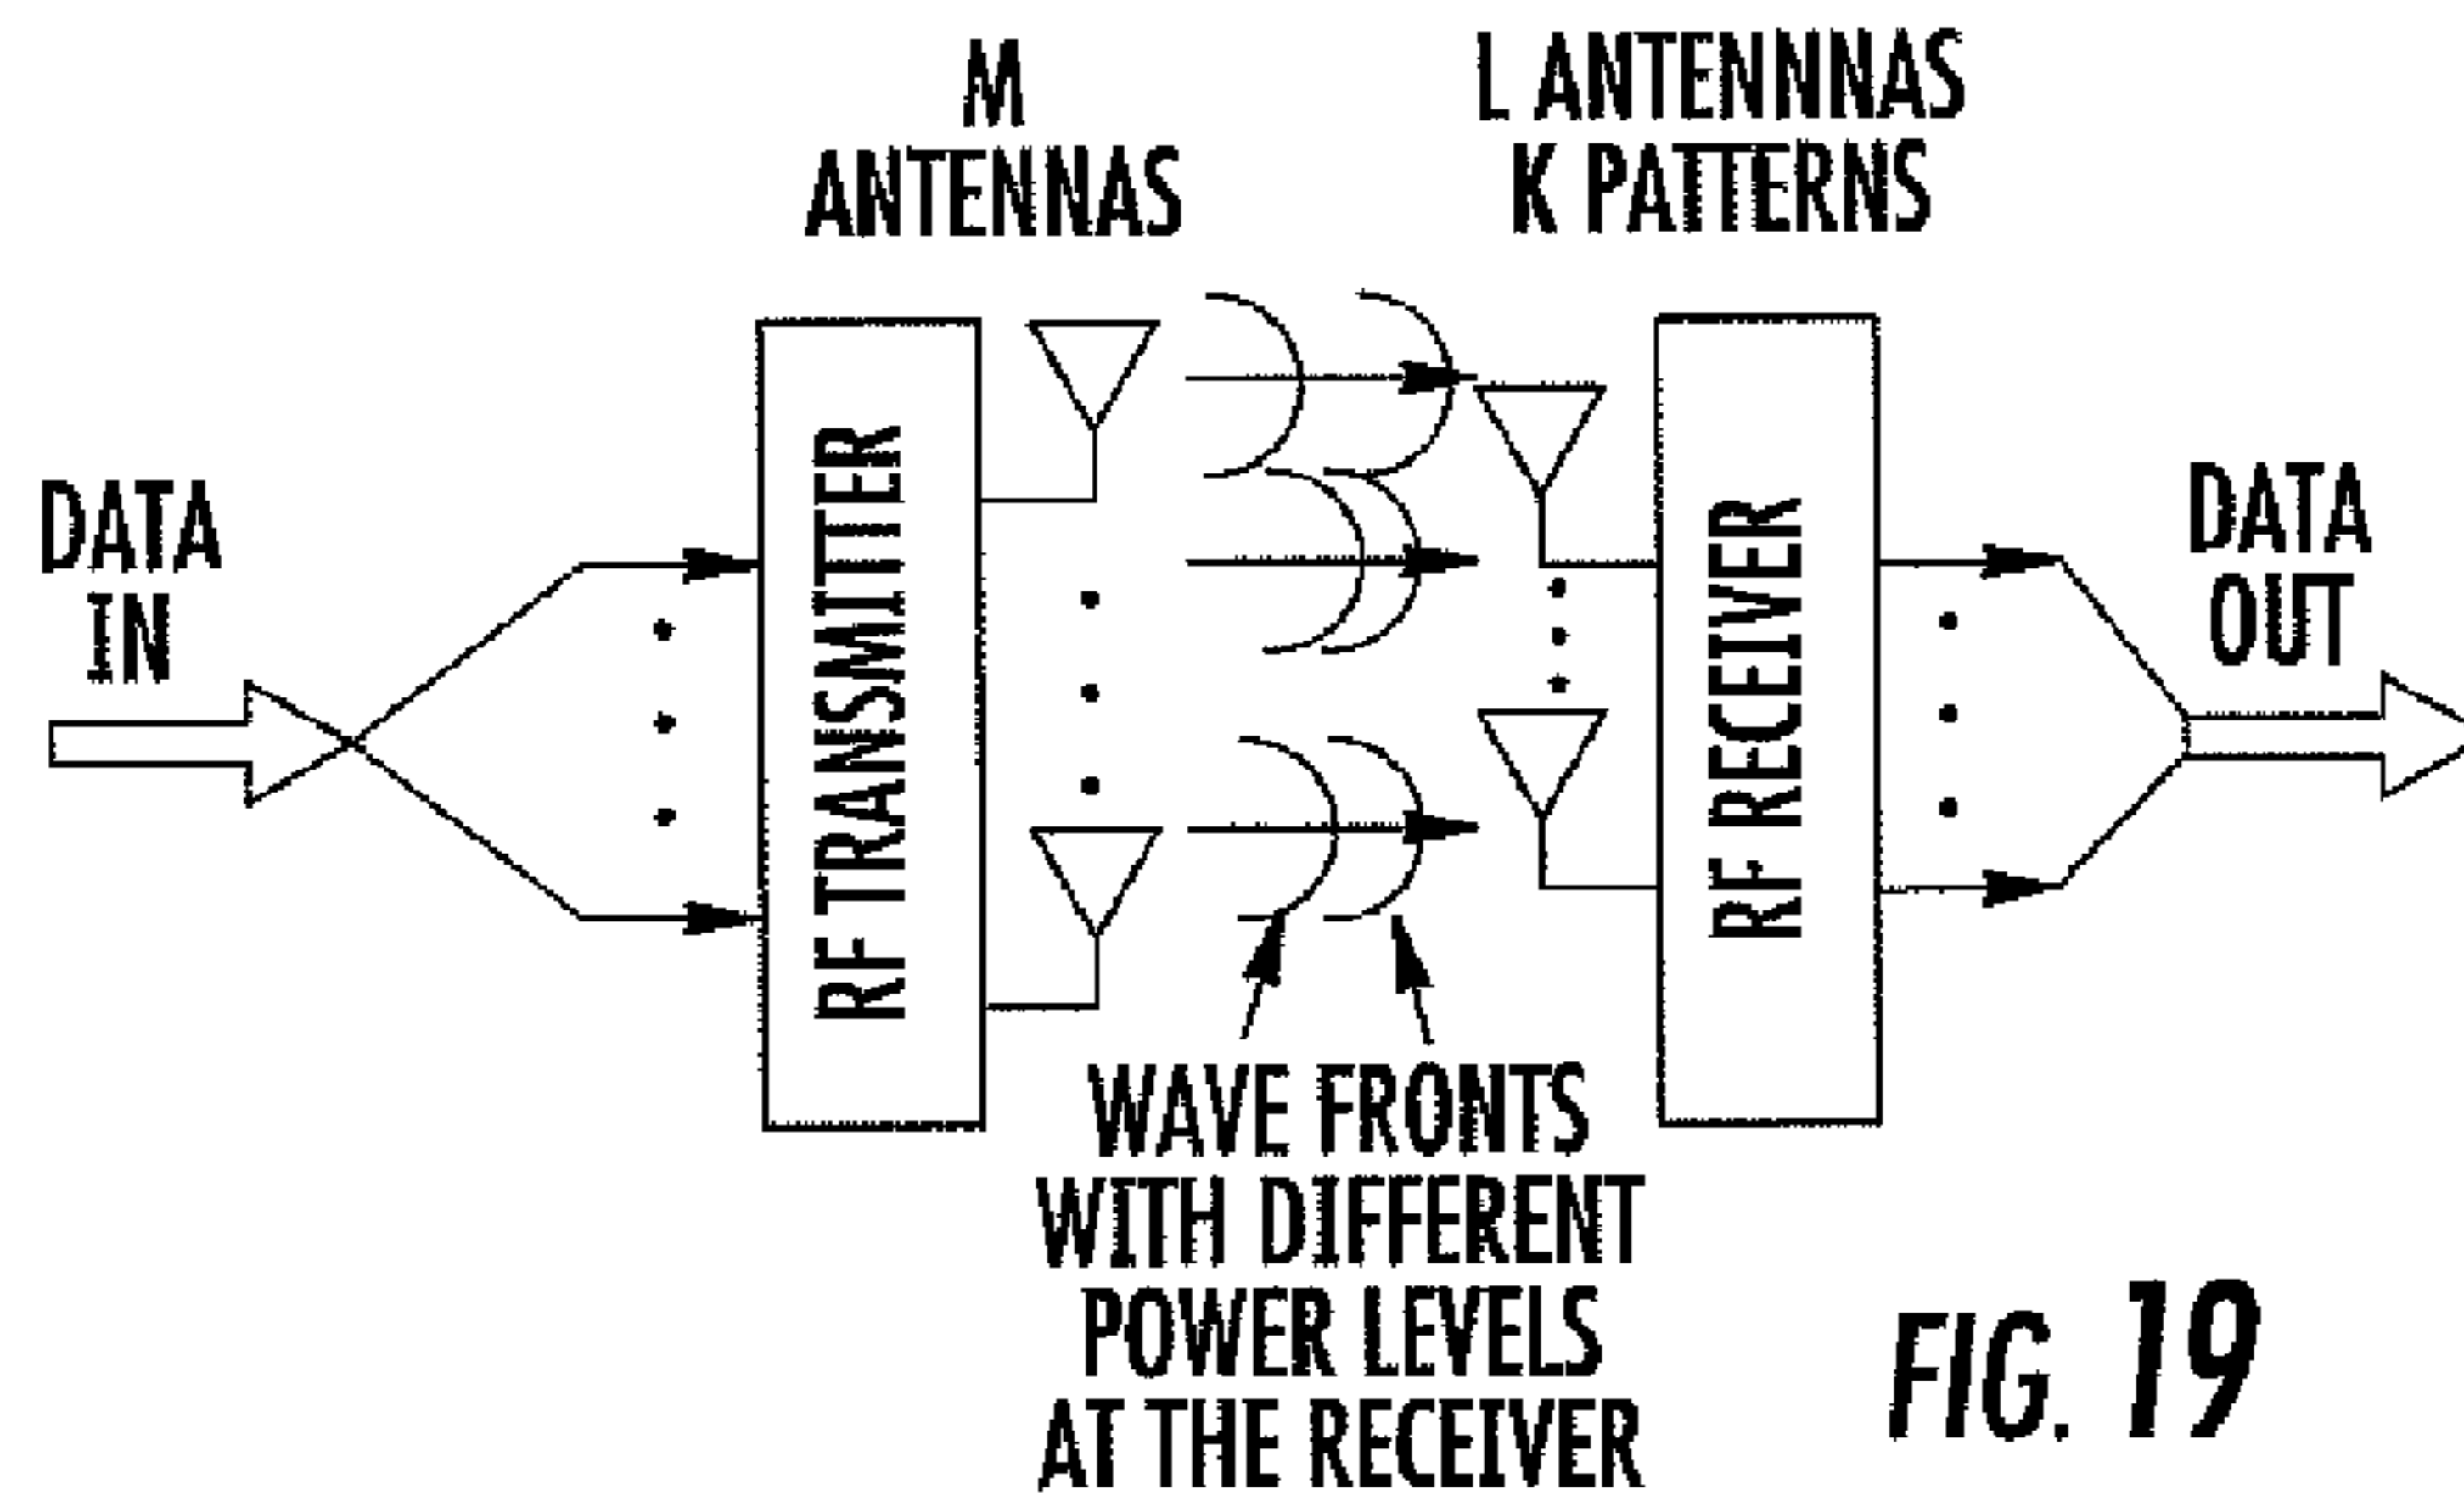 M
ANTENNAS
L ANTENNNAS
K PATTERNS
DATA
IN
RF TRANSMITTER
RF RECEIVER
DATA
OUT
WAVE FRONTS
WITH DIFFERENT
POWER LEVELS
AT THE RECEIVER
FIG. 19